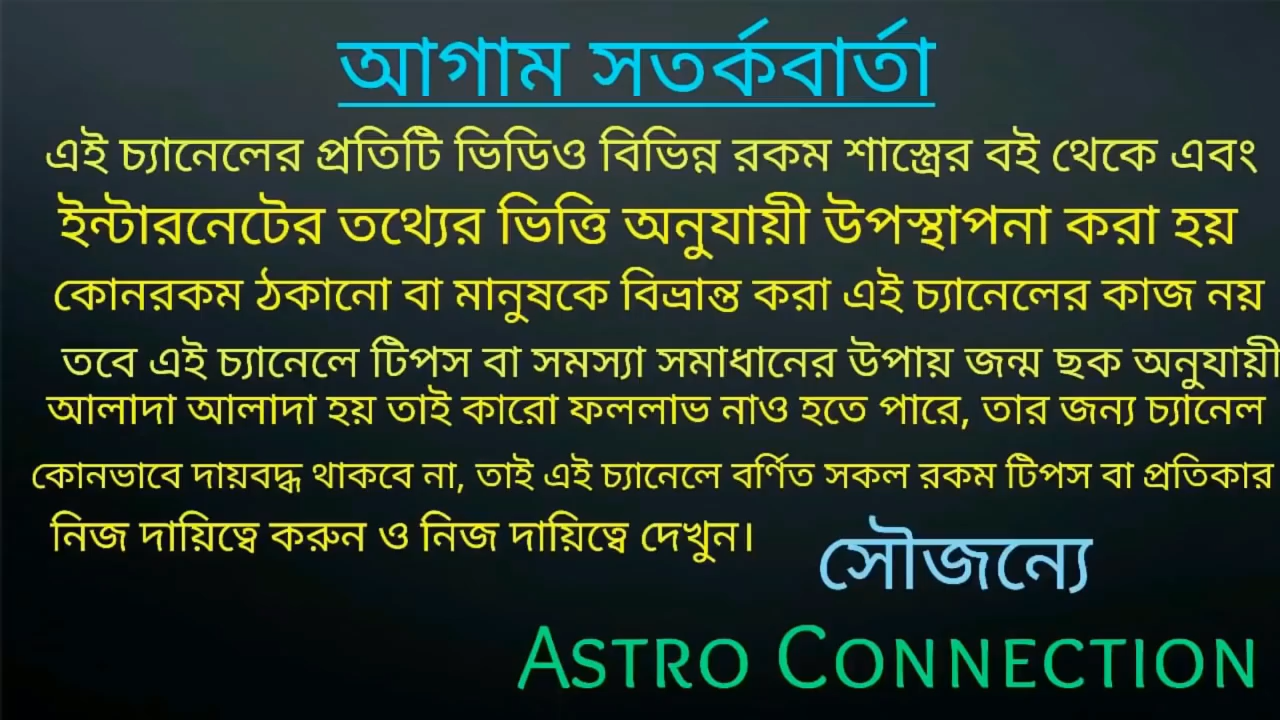 আগাম সতর্কবার্তা
এই চ্যানেলের প্রতিটি ভিডিও বিভিন্ন রকম শাস্ত্রের বই থেকে এবং
ইন্টারনেটের তথ্যের ভিত্তি অনুযায়ী উপস্থাপনা করা হয়
কোনরকম ঠকানো বা মানুষকে বিভ্রান্ত করা এই চ্যানেলের কাজ নয়
তবে এই চ্যানেলে টিপস বা সমস্যা সমাধানের উপায় জন্ম ছক অনুযায়ী
আলাদা আলাদা হয় তাই কারো ফললাভ নাও হতে পারে, তার জন্য চ্যানেল
কোনভাবে দায়বদ্ধ থাকবে না, তাই এই চ্যানেলে বর্ণিত সকল রকম টিপস বা প্রতিকার
নিজ দায়িত্বে করুন ও নিজ দায়িত্বে দেখুন।
সৌজন্যে
ASTRO CONNECTION